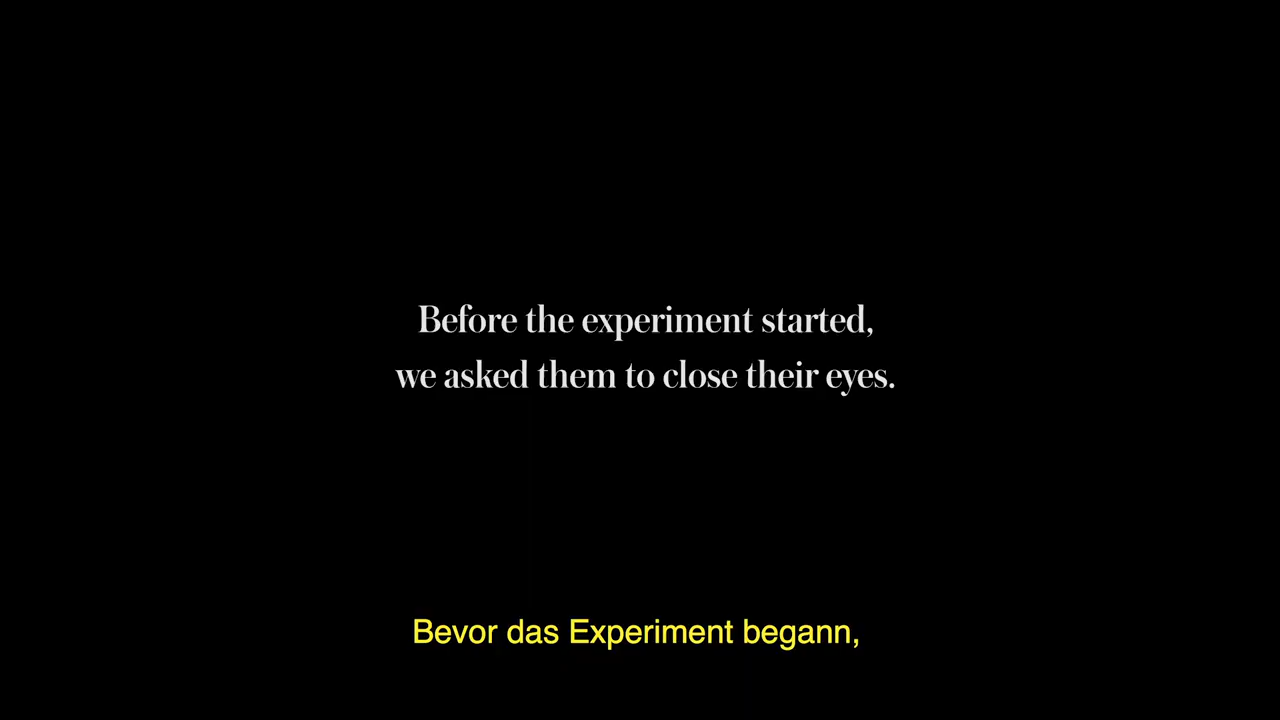 Before the experiment started,
we asked them to close their eyes.
Bevor das Experiment begann,